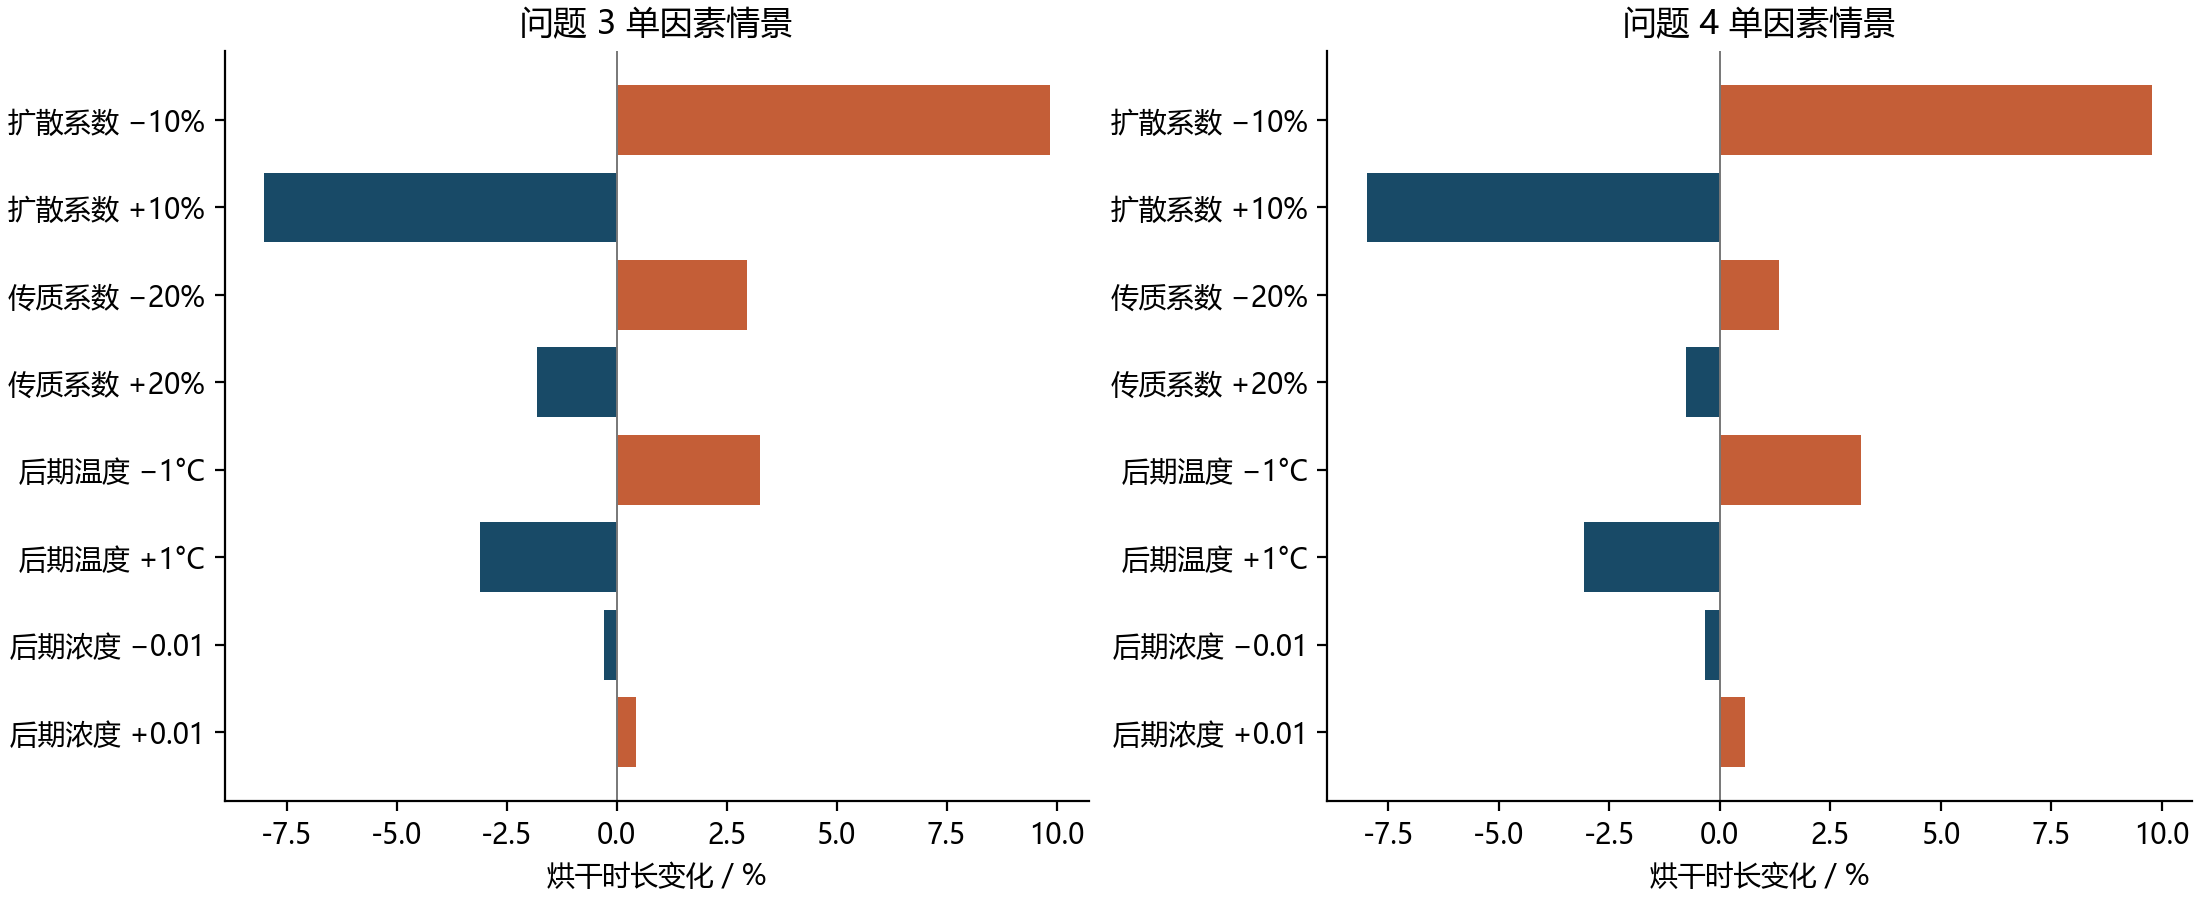 问题 3 单因素情景
扩散系数 −10%
扩散系数 +10%
传质系数 −20%
传质系数 +20%
后期温度 −1°C
后期温度 +1°C
后期浓度 −0.01
后期浓度 +0.01
-7.5 -5.0 -2.5 0.0 2.5 5.0 7.5 10.0
烘干时长变化 / %
问题 4 单因素情景
扩散系数 −10%
扩散系数 +10%
传质系数 −20%
传质系数 +20%
后期温度 −1°C
后期温度 +1°C
后期浓度 −0.01
后期浓度 +0.01
-7.5 -5.0 -2.5 0.0 2.5 5.0 7.5 10.0
烘干时长变化 / %